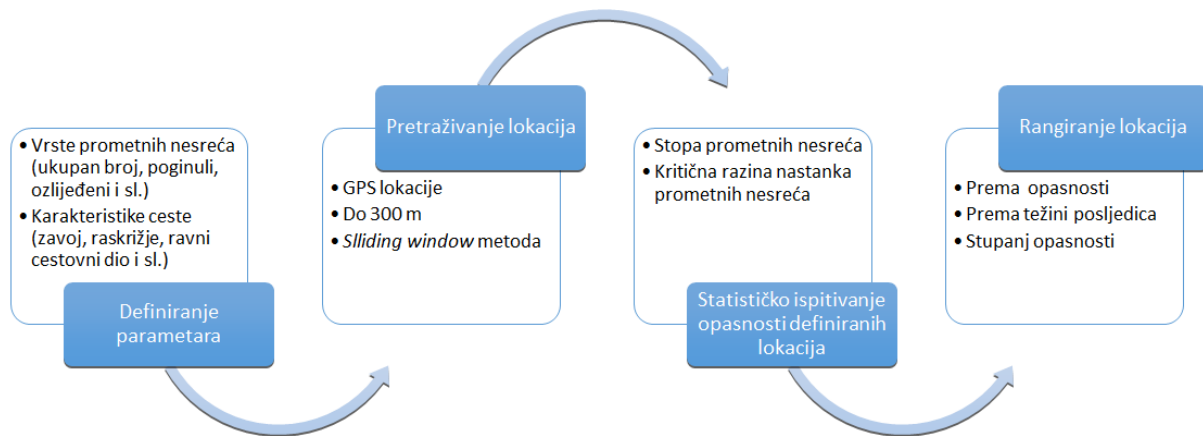 • Vrste prometnih nesreća
(ukupan broj, poginuli,
ozlijeđeni i sl.)
• Karakteristike ceste
(zavoj, raskrižje, ravni
cestovni dio i sl.)
Definiranje
parametara
Pretraživanje lokacija
• GPS lokacije
• Do 300 m
• Slliding window metoda
• Stopa prometnih nesreća
• Kritična razina nastanka
prometnih nesreća
Statističko ispitivanje
opasnosti definiranih
lokacija
Rangiranje lokacija
• Prema opasnosti
• Prema težini posljedica
• Stupanj opasnosti